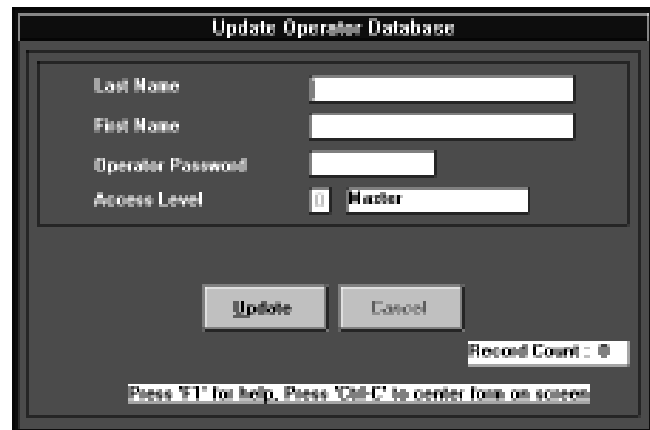 Update Operator Database
Last Name
First Name
Operator Password
Access Level 0 Master
Update Cancel
Record Count : 0
Press 'F1' for help, Press 'Ctrl-C' to center form on screen